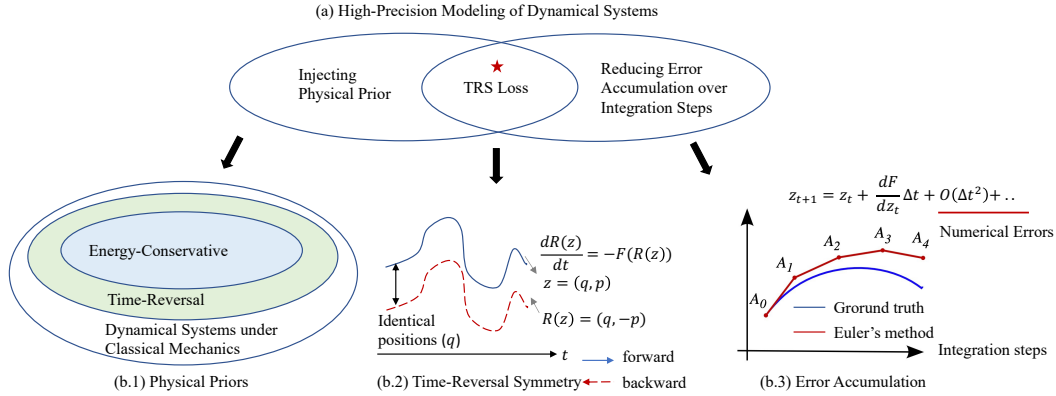 (a) High-Precision Modeling of Dynamical Systems
Injecting
Physical Prior
TRS Loss
Reducing Error
Accumulation over
Integration Steps
Energy-Conservative
Time-Reversal
Dynamical Systems under
Classical Mechanics
(b.1) Physical Priors
dR(z)/dt = −F(R(z))
z = (q, p)
R(z) = (q, −p)
Identical
positions (q)
t
forward
backward
(b.2) Time-Reversal Symmetry
z_{t+1} = z_t + dF/dz_t Δt + O(Δt²)+ ..
Numerical Errors
A_0
A_1
A_2
A_3
A_4
Grorund truth
Euler's method
Integration steps
(b.3) Error Accumulation